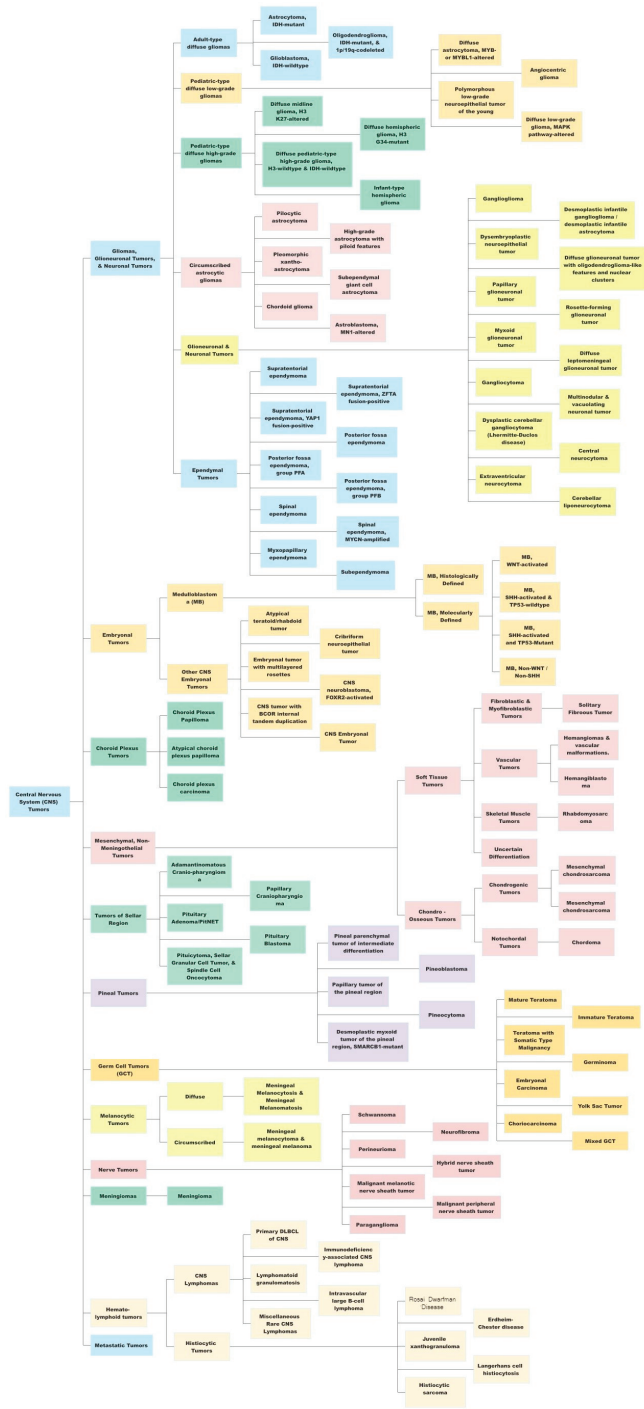 Central Nervous
System (CNS)
Tumors
Gliomas,
Glioneuronal Tumors,
& Neuronal Tumors
Adult-type
diffuse gliomas
Astrocytoma,
IDH-mutant
Oligodendroglioma,
IDH-mutant, &
1p/19q-codeleted
Glioblastoma,
IDH-wildtype
Pediatric-type
diffuse low-grade
gliomas
Diffuse
astrocytoma, MYB-
or MYBL1-altered
Angiocentric
glioma
Polymorphous
low-grade
neuroepithelial tumor
of the young
Diffuse low-grade
glioma, MAPK
pathway-altered
Pediatric-type
diffuse high-grade
gliomas
Diffuse midline
glioma, H3
K27-altered
Diffuse hemispheric
glioma, H3
G34-mutant
Diffuse pediatric-type
high-grade glioma,
H3-wildtype & IDH-wildtype
Infant-type
hemispheric
glioma
Circumscribed
astrocytic
gliomas
Pilocytic
astrocytoma
High-grade
astrocytoma with
piloid features
Pleomorphic
xantho-
astrocytoma
Subependymal
giant cell
astrocytoma
Chordoid glioma
Astroblastoma,
MN1-altered
Glioneuronal &
Neuronal Tumors
Ganglioglioma
Desmoplastic infantile
ganglioglioma /
desmoplastic infantile
astrocytoma
Dysembryoplastic
neuroepithelial
tumor
Diffuse glioneuronal tumor
with oligodendroglioma-like
features and nuclear
clusters
Papillary
glioneuronal
tumor
Rosette-forming
glioneuronal
tumor
Myxoid
glioneuronal
tumor
Diffuse
leptomeningeal
glioneuronal tumor
Gangliocytoma
Multinodular &
vacuolating
neuronal tumor
Dysplastic cerebellar
gangliocytoma
(Lhermitte-Duclos
disease)
Central
neurocytoma
Extraventricular
neurocytoma
Cerebellar
liponeurocytoma
Ependymal
Tumors
Supratentorial
ependymoma
Supratentorial
ependymoma, ZFTA
fusion-positive
Supratentorial
ependymoma, YAP1
fusion-positive
Posterior fossa
ependymoma
Posterior fossa
ependymoma,
group PFA
Posterior fossa
ependymoma,
group PFB
Spinal
ependymoma
Spinal
ependymoma,
MYCN-amplified
Myxopapillary
ependymoma
Subependymoma
Embryonal
Tumors
Medulloblastom
a (MB)
MB, Histologically
Defined
MB, Molecularly
Defined
MB,
WNT-activated
MB,
SHH-activated &
TP53-wildtype
MB,
SHH-activated
and TP53-Mutant
MB, Non-WNT /
Non-SHH
Other CNS
Embryonal
Tumors
Atypical
teratoid/rhabdoid
tumor
Cribriform
neuroepithelial
tumor
Embryonal tumor
with multilayered
rosettes
CNS
neuroblastoma,
FOXR2-activated
CNS tumor with
BCOR internal
tandem duplication
CNS Embryonal
Tumor
Choroid Plexus
Tumors
Choroid Plexus
Papilloma
Atypical choroid
plexus papilloma
Choroid plexus
carcinoma
Mesenchymal, Non-
Meningothelial
Tumors
Soft Tissue
Tumors
Fibroblastic &
Myofibroblastic
Tumors
Solitary
Fibroous Tumor
Vascular
Tumors
Hemangiomas &
vascular
malformations.
Hemangioblasto
ma
Skeletal Muscle
Tumors
Rhabdomyosarc
oma
Uncertain
Differentiation
Chondro -
Osseous Tumors
Chondrogenic
Tumors
Mesenchymal
chondrosarcoma
Mesenchymal
chondrosarcoma
Notochordal
Tumors
Chordoma
Tumors of Sellar
Region
Adamantinomatous
Cranio-pharyngiom
a
Papillary
Craniopharyngio
ma
Pituitary
Adenoma/PitNET
Pituitary
Blastoma
Pituicytoma, Sellar
Granular Cell Tumor, &
Spindle Cell
Oncocytoma
Pineal Tumors
Pineal parenchymal
tumor of intermediate
differentiation
Pineoblastoma
Papillary tumor of
the pineal region
Pineocytoma
Desmoplastic myxoid
tumor of the pineal
region, SMARCB1-mutant
Germ Cell Tumors
(GCT)
Mature Teratoma
Immature Teratoma
Teratoma with
Somatic Type
Malignancy
Germinoma
Embryonal
Carcinoma
Yolk Sac Tumor
Choriocarcinoma
Mixed GCT
Melanocytic
Tumors
Diffuse
Meningeal
Melanocytosis &
Meningeal
Melanomatosis
Circumscribed
Meningeal
melanocytoma &
meningeal melanoma
Nerve Tumors
Schwannoma
Neurofibroma
Perineurioma
Hybrid nerve sheath
tumor
Malignant melanotic
nerve sheath tumor
Malignant peripheral
nerve sheath tumor
Paraganglioma
Meningiomas
Meningioma
Hemato-
lymphoid tumors
CNS
Lymphomas
Primary DLBCL
of CNS
Immunodeficienc
y-associated CNS
lymphoma
Lymphomatoid
granulomatosis
Intravascular
large B-cell
lymphoma
Miscellaneous
Rare CNS
Lymphomas
Histiocytic
Tumors
Rosai Dwarfman
Disease
Erdheim-
Chester disease
Juvenile
xanthogranuloma
Langerhans cell
histiocytosis
Histiocytic
sarcoma
Metastatic Tumors